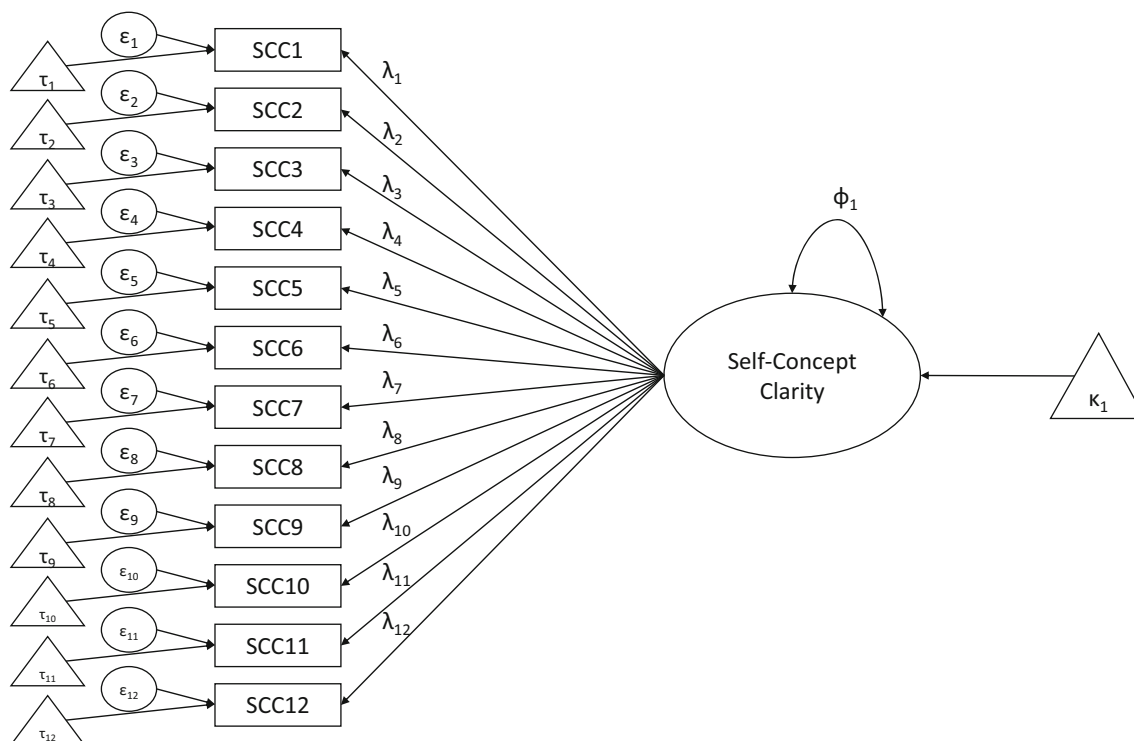 ε1
SCC1
λ1
τ1
ε2
SCC2
λ2
τ2
ε3
SCC3
λ3
τ3
ε4
SCC4
λ4
τ4
ε5
SCC5
λ5
τ5
ε6
SCC6
λ6
τ6
ε7
SCC7
λ7
τ7
ε8
SCC8
λ8
τ8
ε9
SCC9
λ9
τ9
ε10
SCC10
λ10
τ10
ε11
SCC11
λ11
τ11
ε12
SCC12
λ12
τ12
ϕ1
Self-Concept
Clarity
κ1